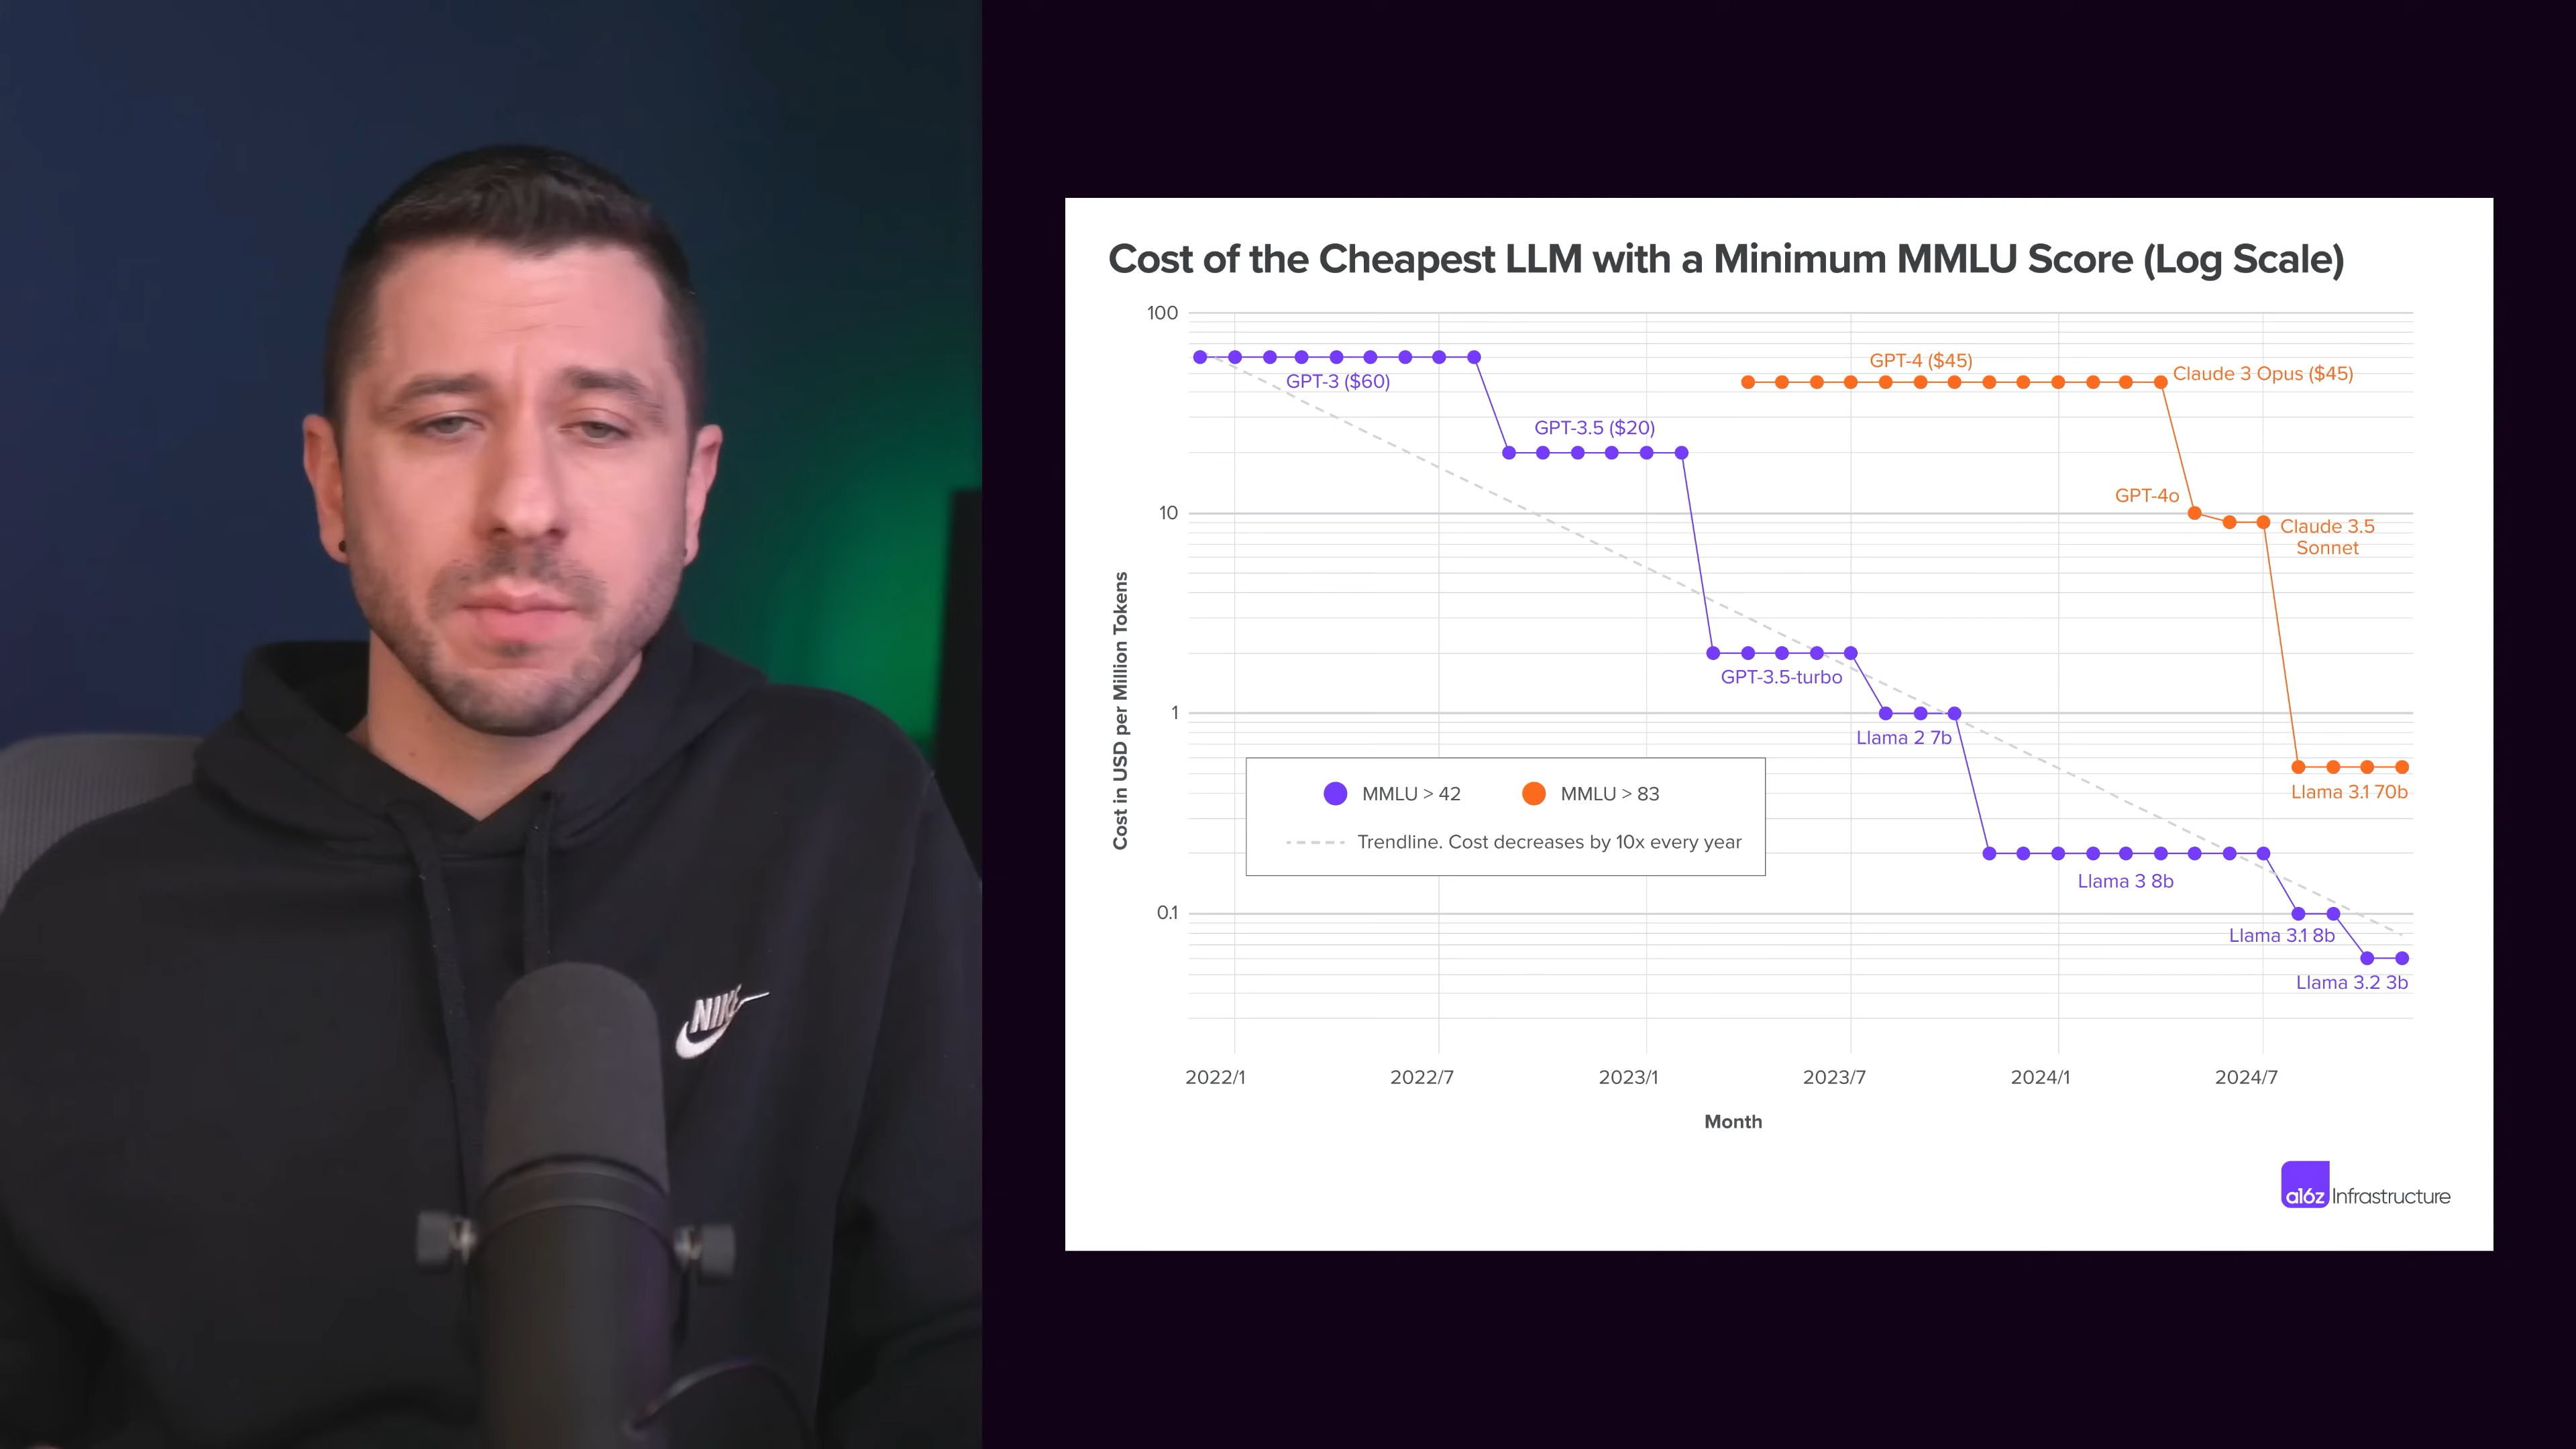 Cost of the Cheapest LLM with a Minimum MMLU Score (Log Scale)
100
10
1
0.1
Cost in USD per Million Tokens
GPT-3 ($60)
GPT-3.5 ($20)
GPT-4 ($45)
Claude 3 Opus ($45)
GPT-4o
Claude 3.5
Sonnet
GPT-3.5-turbo
Llama 2 7b
Llama 3.1 70b
Llama 3 8b
Llama 3.1 8b
Llama 3.2 3b
MMLU > 42
MMLU > 83
Trendline. Cost decreases by 10x every year
2022/1
2022/7
2023/1
2023/7
2024/1
2024/7
Month
a16z Infrastructure
NIKE